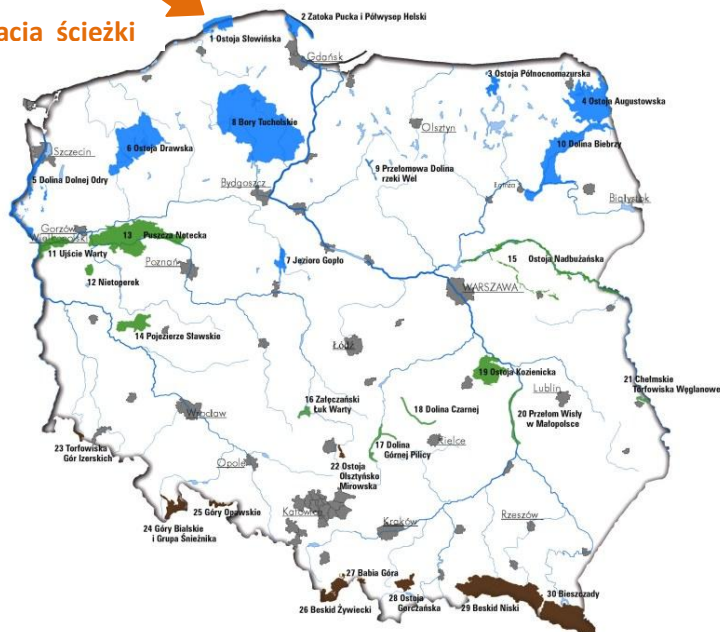 acia ścieżki
2 Zatoka Pucka i Półwysop Helski
1 Ostoja Słowińska
Gdańsk
3 Ostoja Północnomazurska
4 Ostoja Augustowska
8 Bory Tucholskie
Olsztyn
6 Ostoja Drawska
10 Dolina Biebrzy
Szczecin
9 Przełomowa Dolina
rzeki Wel
5 Dolina Dolnej Odry
Bydgoszcz
Łomża
Białystok
Gorzów
Wielkopolski
13 Puszcza Notecka
11 Ujście Warty
15 Ostoja Nadbużańska
Poznań
7 Jezioro Gopło
12 Nietoperek
WARSZAWA
14 Pojezierze Sławskie
Łódź
19 Ostoja Kozienicka
21 Chełmskie
Torfowiska Węglanowe
Lublin
16 Załęczański
Łuk Warty
18 Dolina Czarnej
20 Przełom Wisły
w Małopolsce
Wrocław
17 Dolina
Górnej Pilicy
Kielce
23 Torfowiska
Gór Izerskich
Opole
22 Ostoja
Olsztyńsko
Mirowska
25 Góry Opawskie
Katowice
Rzeszów
24 Góry Bialskie
i Grupa Śnieżnika
Kraków
27 Babia Góra
26 Beskid Żywiecki
28 Ostoja
Gorczańska
29 Beskid Niski
30 Bieszczady